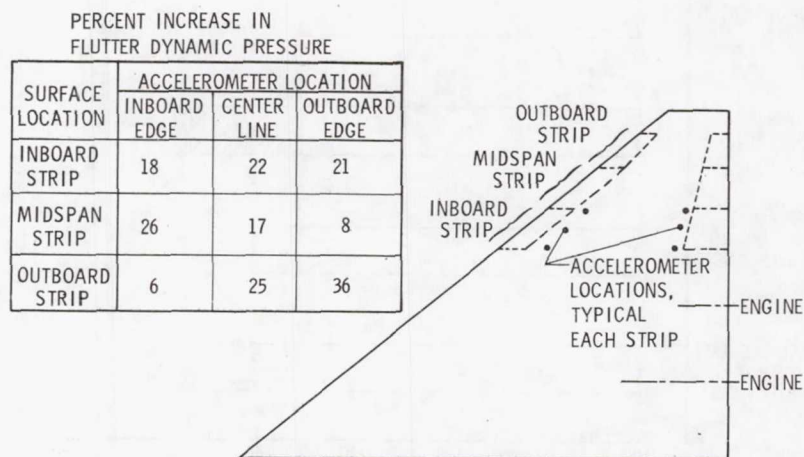 PERCENT INCREASE IN
FLUTTER DYNAMIC PRESSURE
SURFACE
LOCATION
ACCELEROMETER LOCATION
INBOARD
EDGE
CENTER
LINE
OUTBOARD
EDGE
INBOARD
STRIP
18
22
21
MIDSPAN
STRIP
26
17
8
OUTBOARD
STRIP
6
25
36
OUTBOARD
STRIP
MIDSPAN
STRIP
INBOARD
STRIP
ACCELEROMETER
LOCATIONS,
TYPICAL
EACH STRIP
ENGINE
ENGINE